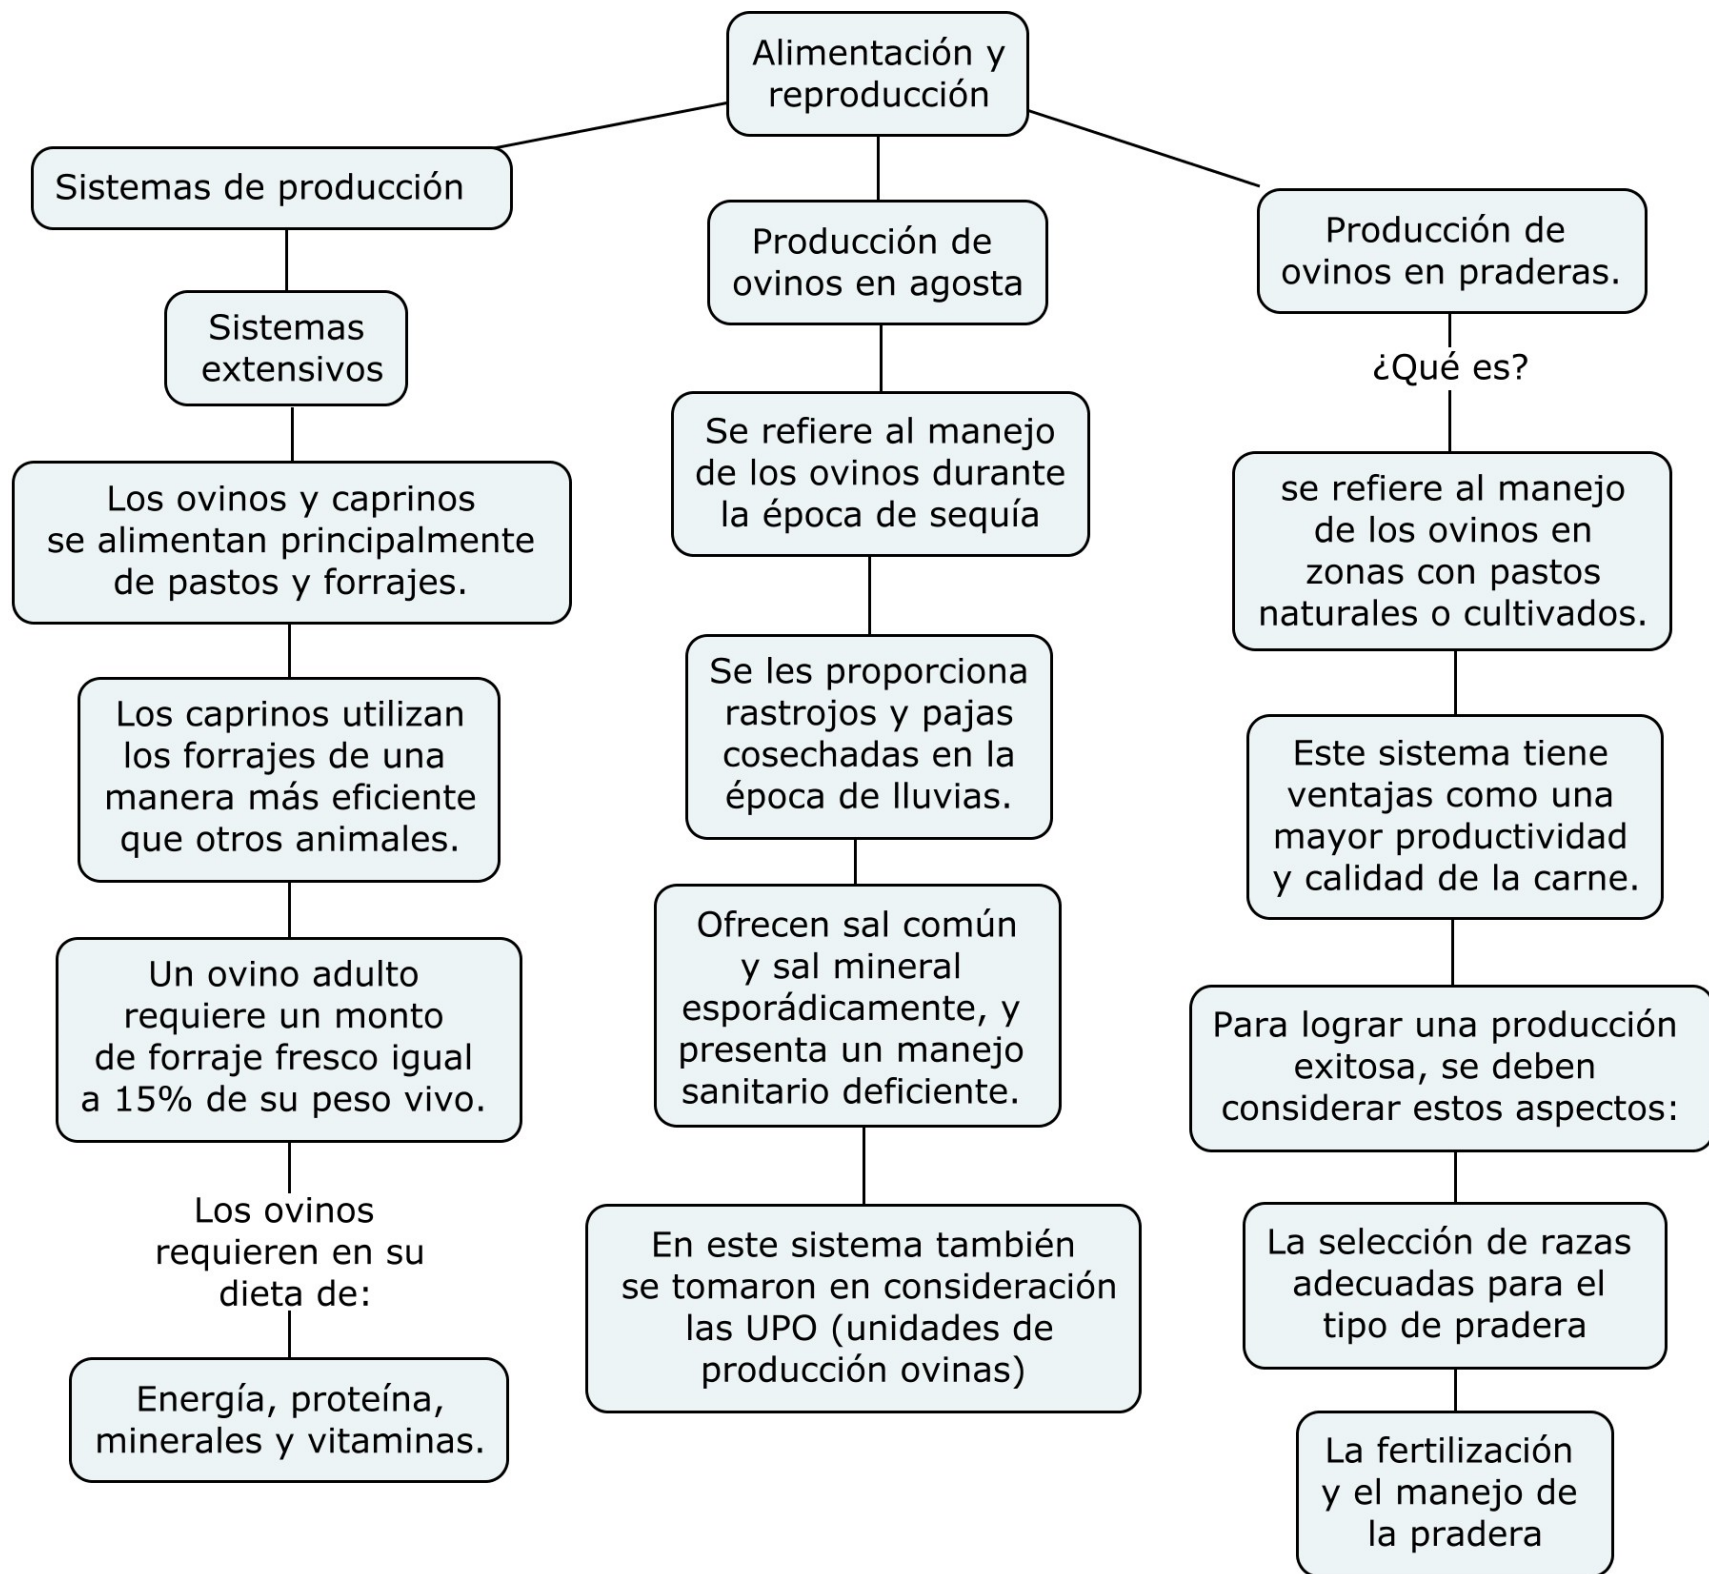 Alimentación y
reproducción
Sistemas de producción
Sistemas
extensivos
Los ovinos y caprinos
se alimentan principalmente
de pastos y forrajes.
Los caprinos utilizan
los forrajes de una
manera más eficiente
que otros animales.
Un ovino adulto
requiere un monto
de forraje fresco igual
a 15% de su peso vivo.
Los ovinos
requieren en su
dieta de:
Energía, proteína,
minerales y vitaminas.
Producción de
ovinos en agosta
Se refiere al manejo
de los ovinos durante
la época de sequía
Se les proporciona
rastrojos y pajas
cosechadas en la
época de lluvias.
Ofrecen sal común
y sal mineral
esporádicamente, y
presenta un manejo
sanitario deficiente.
En este sistema también
se tomaron en consideración
las UPO (unidades de
producción ovinas)
Producción de
ovinos en praderas.
¿Qué es?
se refiere al manejo
de los ovinos en
zonas con pastos
naturales o cultivados.
Este sistema tiene
ventajas como una
mayor productividad
y calidad de la carne.
Para lograr una producción
exitosa, se deben
considerar estos aspectos:
La selección de razas
adecuadas para el
tipo de pradera
La fertilización
y el manejo de
la pradera